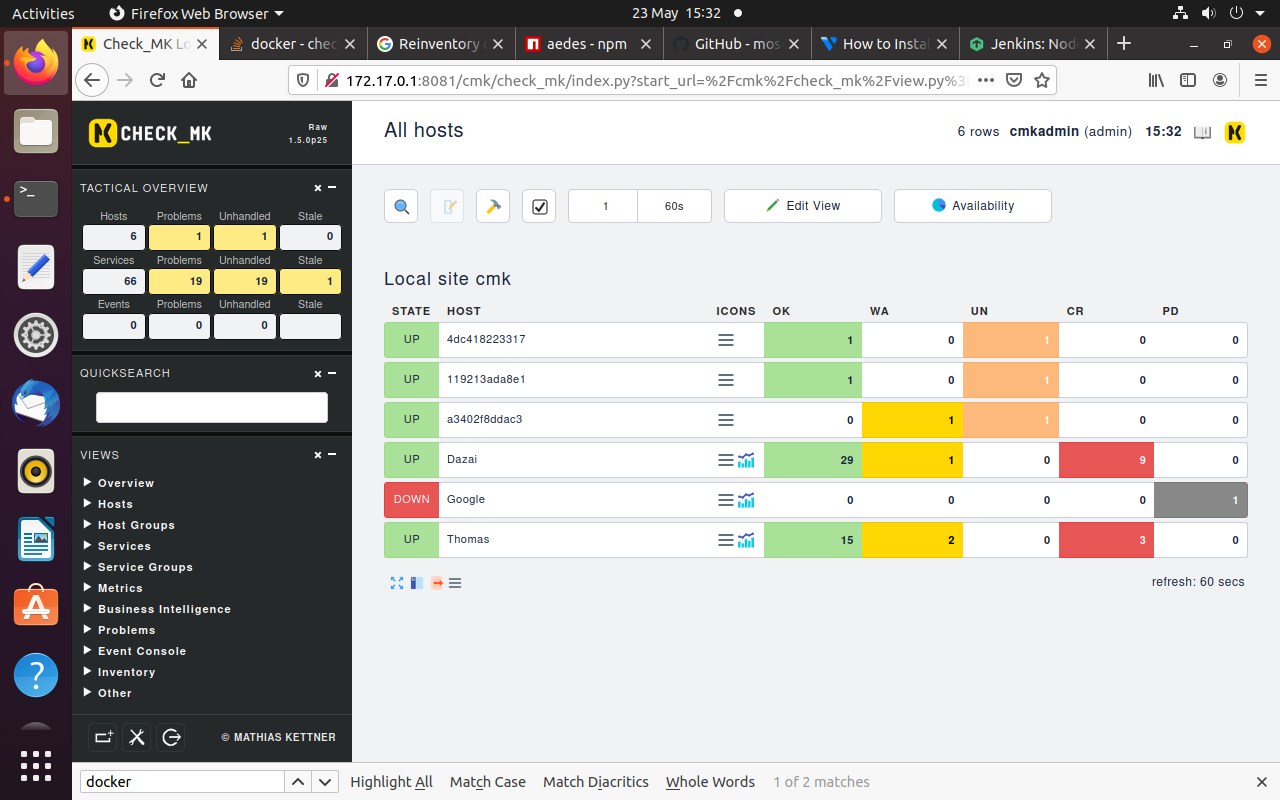 Activities Firefox Web Browser 23 May 15:32
Check_MK Lo docker - chec Reinventory aedes - npm GitHub - mos How to Instal Jenkins: Nod
172.17.0.1:8081/cmk/check_mk/index.py?start_url=%2Fcmk%2Fcheck_mk%2Fview.py%3
CHECK_MK Raw
1.5.0p25
All hosts 6 rows cmkadmin (admin) 15:32
TACTICAL OVERVIEW
Hosts Problems Unhandled Stale
6 1 1 0
Services Problems Unhandled Stale
66 19 19 1
Events Problems Unhandled Stale
0 0 0
QUICKSEARCH
VIEWS
Overview
Hosts
Host Groups
Services
Service Groups
Metrics
Business Intelligence
Problems
Event Console
Inventory
Other
© MATHIAS KETTNER
1 60s Edit View Availability
Local site cmk
STATE HOST ICONS OK WA UN CR PD
UP 4dc418223317 1 0 1 0 0
UP 119213ada8e1 1 0 1 0 0
UP a3402f8ddac3 0 1 1 0 0
UP Dazai 29 1 0 9 0
DOWN Google 0 0 0 0 1
UP Thomas 15 2 0 3 0
refresh: 60 secs
docker Highlight All Match Case Match Diacritics Whole Words 1 of 2 matches